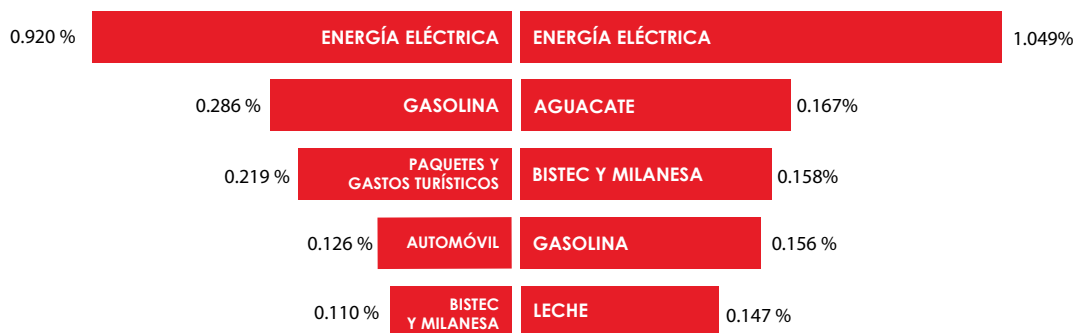 0.920 % ENERGÍA ELÉCTRICA ENERGÍA ELÉCTRICA 1.049%
0.286 % GASOLINA AGUACATE 0.167%
0.219 % PAQUETES Y
GASTOS TURÍSTICOS BISTEC Y MILANESA 0.158%
0.126 % AUTOMÓVIL GASOLINA 0.156 %
0.110 % BISTEC
Y MILANESA LECHE 0.147 %